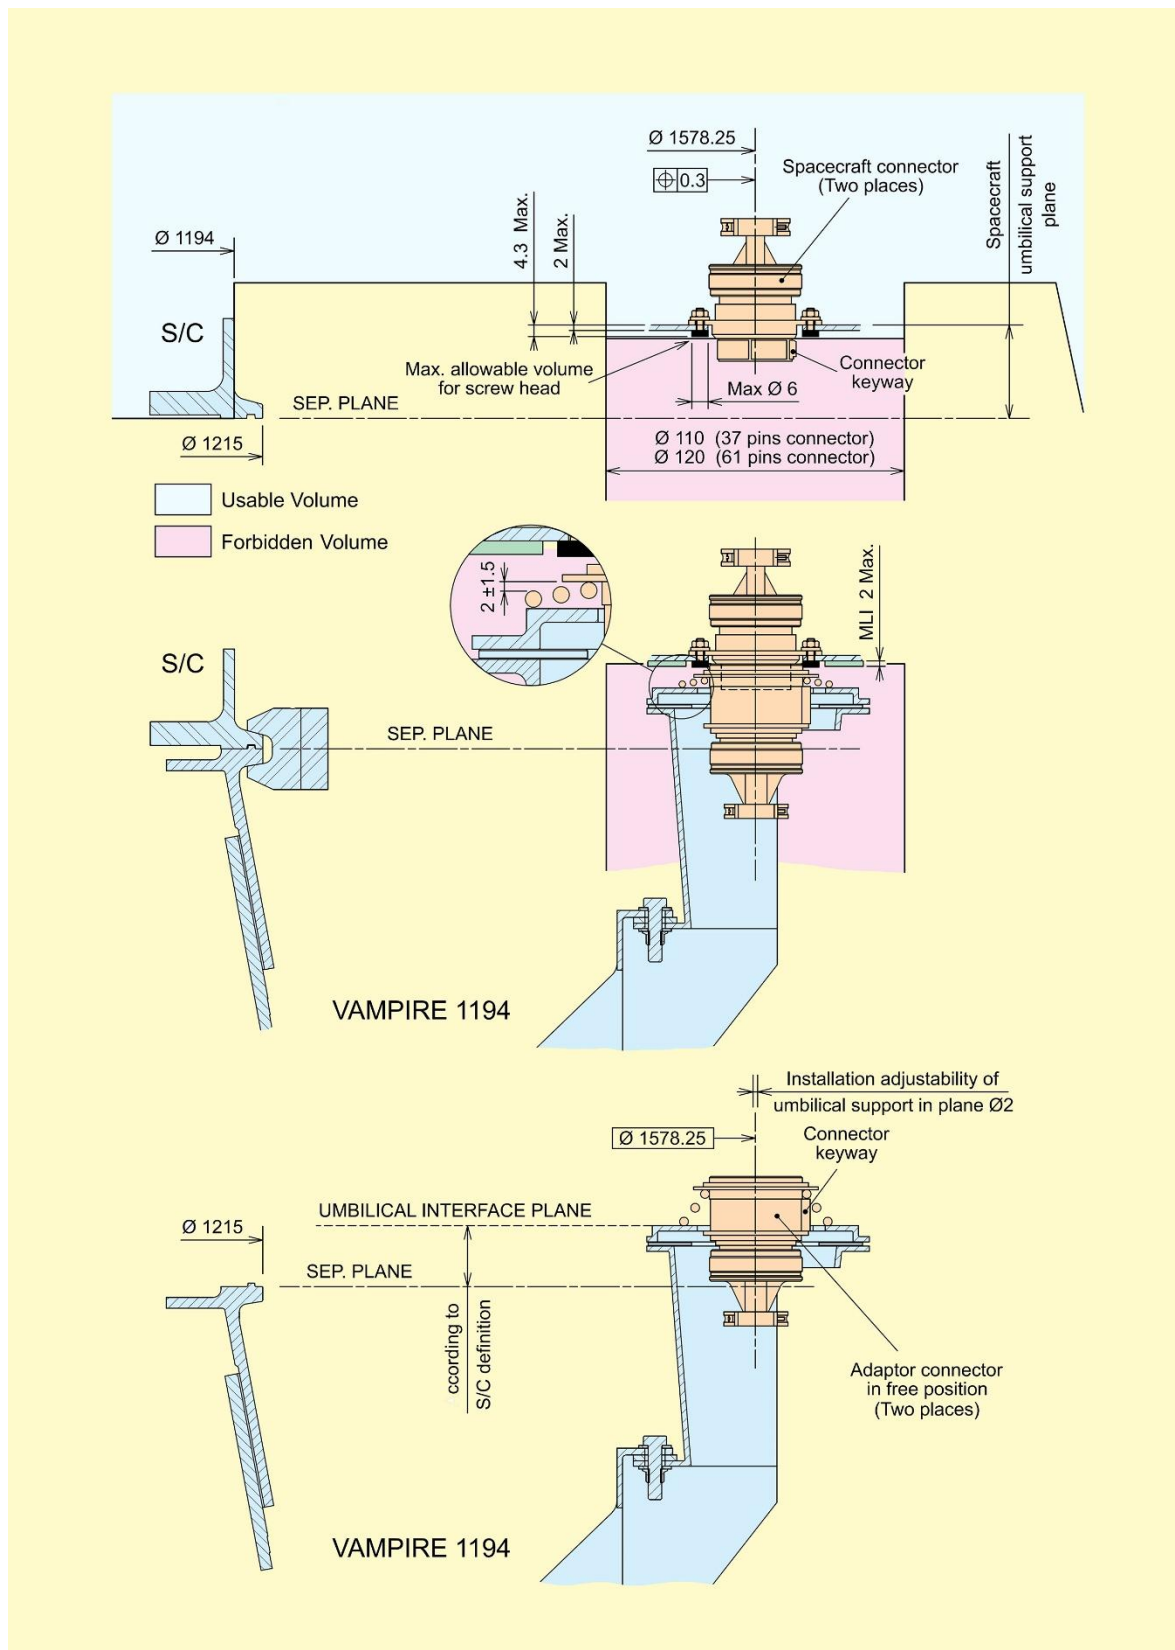 Ø 1578.25
0.3
Spacecraft connector
(Two places)
Spacecraft
umbilical support
plane
4.3 Max.
2 Max.
Ø 1194
S/C
Max. allowable volume
for screw head
Connector
keyway
Max Ø 6
SEP. PLANE
Ø 1215
Ø 110 (37 pins connector)
Ø 120 (61 pins connector)
Usable Volume
Forbidden Volume
2 ±1.5
MLI 2 Max.
S/C
SEP. PLANE
VAMPIRE 1194
Installation adjustability of
umbilical support in plane Ø2
Ø 1578.25
Connector
keyway
UMBILICAL INTERFACE PLANE
Ø 1215
SEP. PLANE
ccording to
S/C definition
Adaptor connector
in free position
(Two places)
VAMPIRE 1194